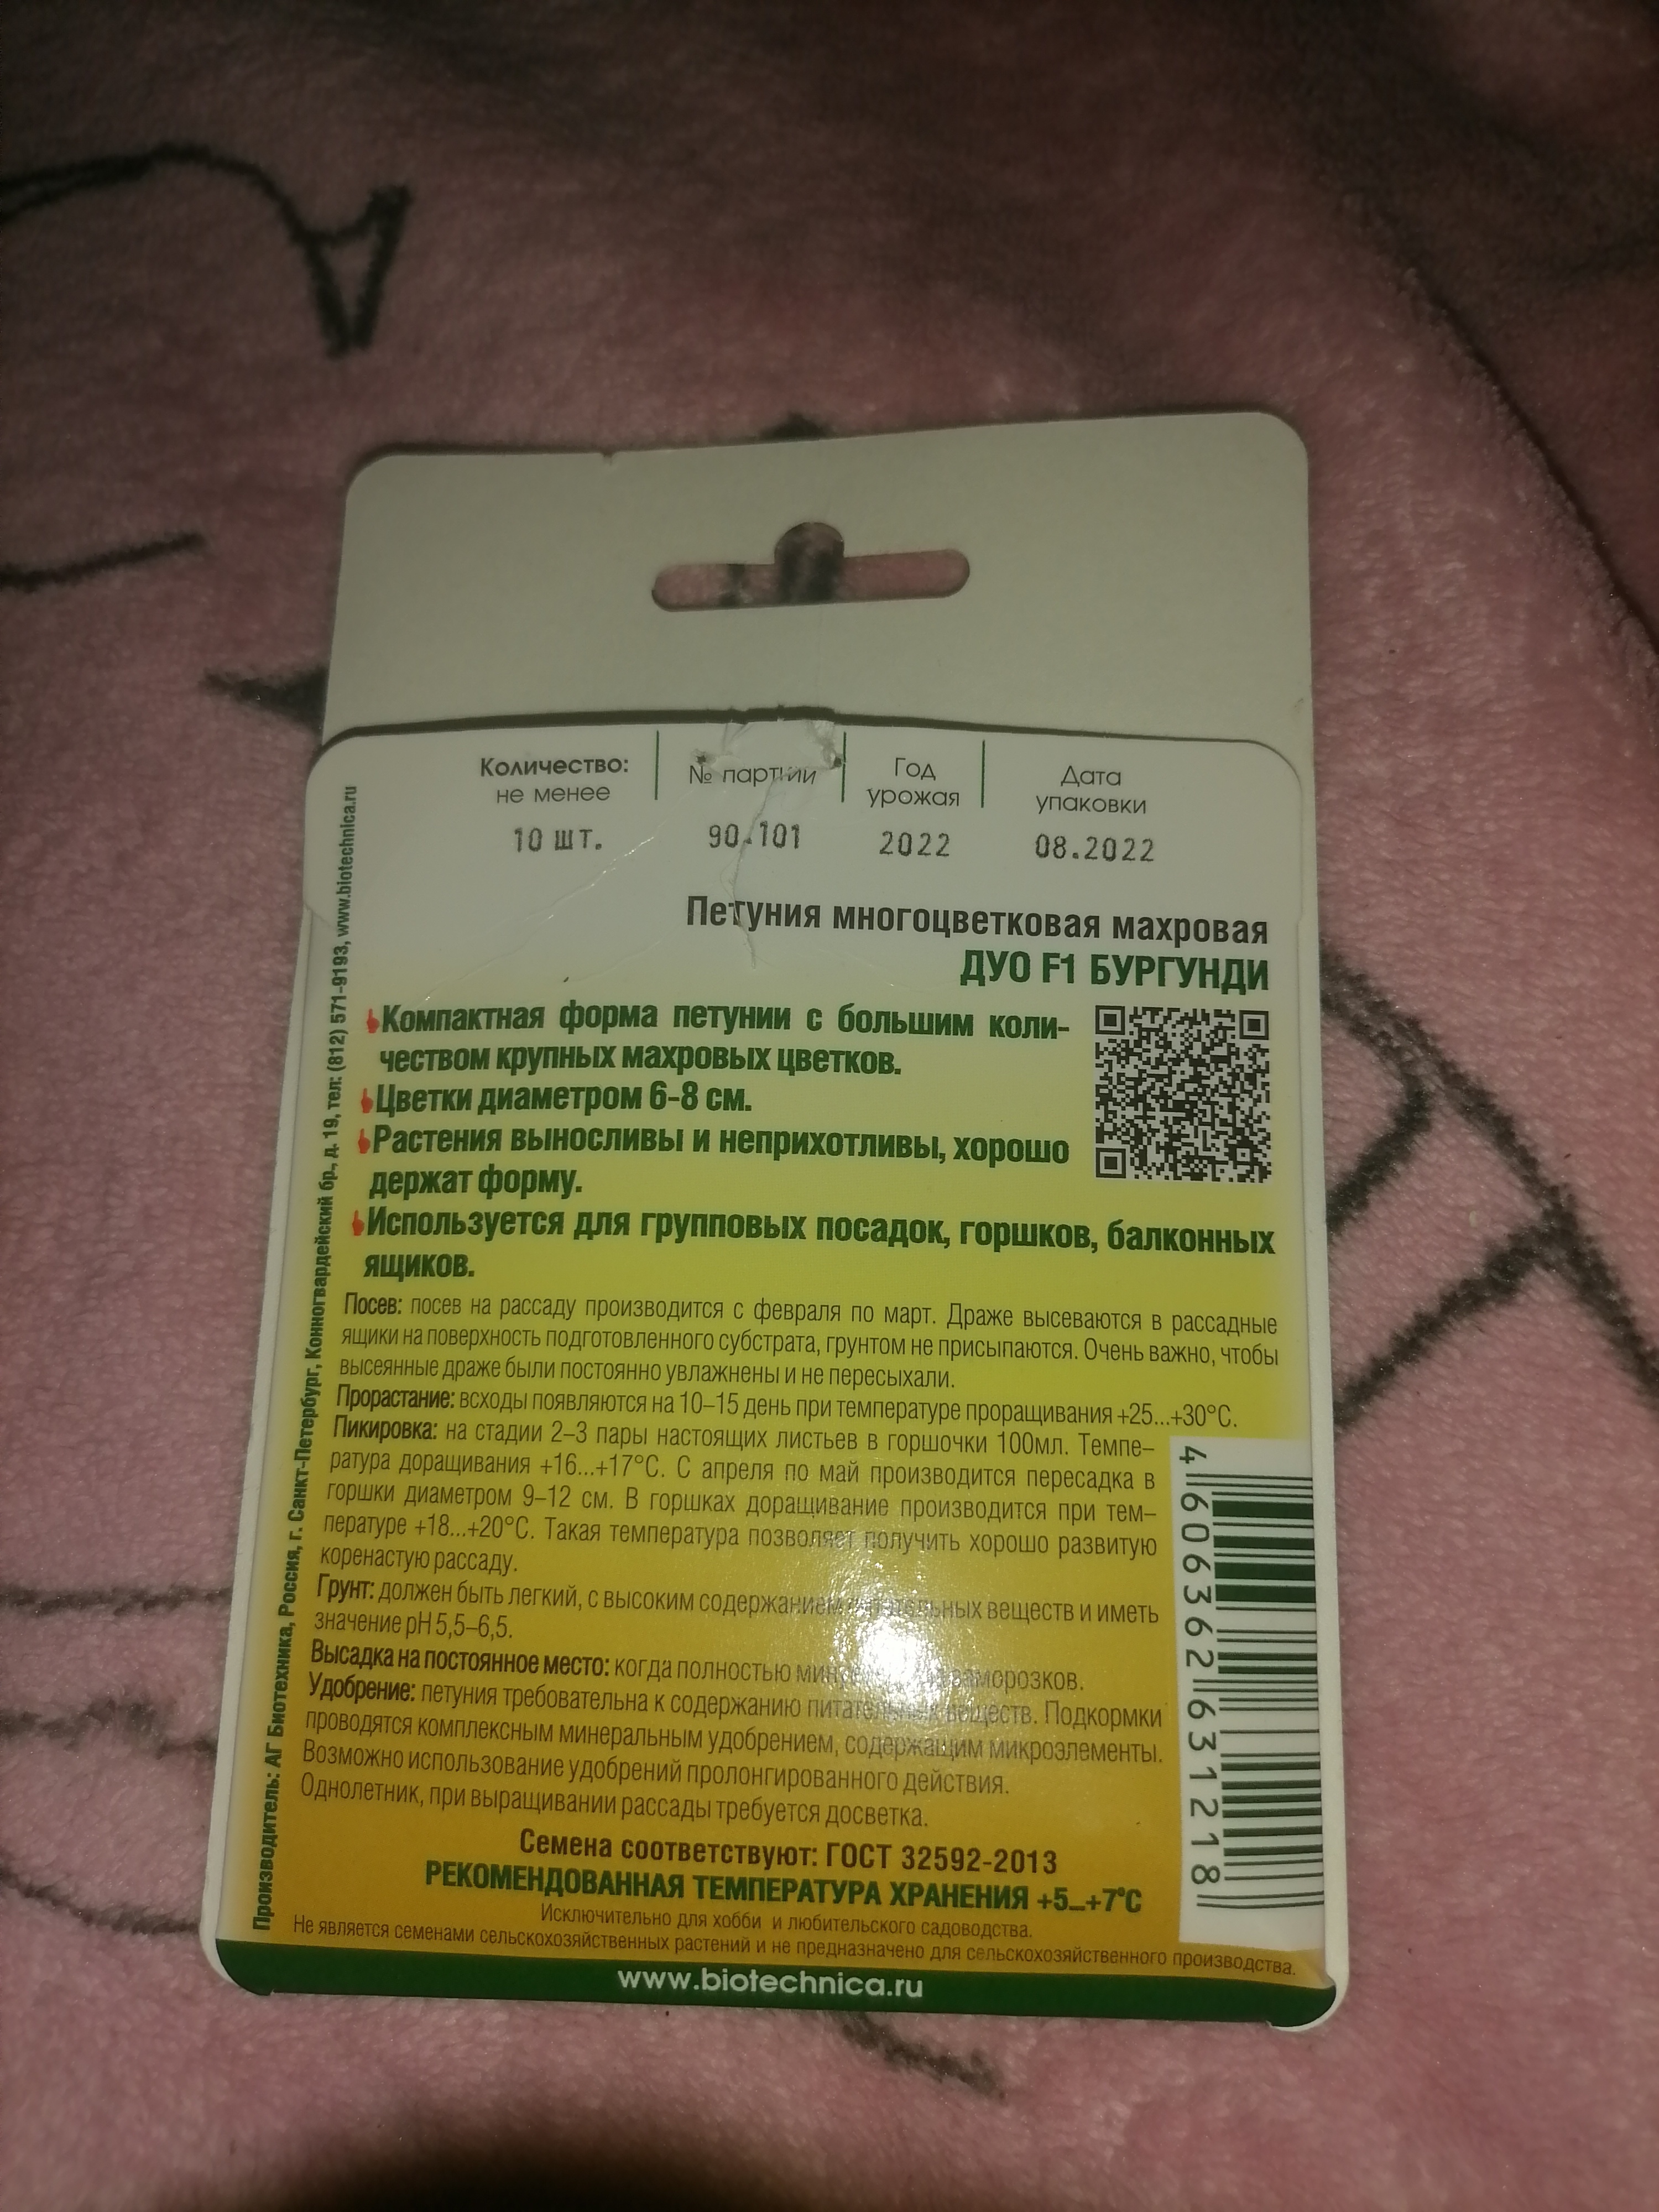 Количество:
не менее
10 шт.
№ партии
90.101
Год
урожая
2022
Дата
упаковки
08.2022
Петуния многоцветковая махровая
ДУО F1 БУРГУНДИ
Компактная форма петунии с большим коли-
чеством крупных махровых цветков.
Цветки диаметром 6-8 см.
Растения выносливы и неприхотливы, хорошо
держат форму.
Используется для групповых посадок, горшков, балконных
ящиков.
Посев: посев на рассаду производится с февраля по март. Драже высеваются в рассадные
ящики на поверхность подготовленного субстрата, грунтом не присыпаются. Очень важно, чтобы
высеянные драже были постоянно увлажнены и не пересыхали.
Прорастание: всходы появляются на 10–15 день при температуре проращивания +25...+30°С.
Пикировка: на стадии 2–3 пары настоящих листьев в горшочки 100мл. Темпе-
ратура доращивания +16...+17°С. С апреля по май производится пересадка в
горшки диаметром 9–12 см. В горшках доращивание производится при тем-
пературе +18...+20°С. Такая температура позволяет получить хорошо развитую
коренастую рассаду.
Грунт: должен быть легкий, с высоким содержанием питательных веществ и иметь
значение pH 5,5–6,5.
Высадка на постоянное место: когда полностью заморозков.
Удобрение: петуния требовательна к содержанию питательных веществ. Подкормки
проводятся комплексным минеральным удобрением, содержащим микроэлементы.
Возможно использование удобрений пролонгированного действия.
Однолетник, при выращивании рассады требуется досветка.
Семена соответствуют: ГОСТ 32592-2013
РЕКОМЕНДОВАННАЯ ТЕМПЕРАТУРА ХРАНЕНИЯ +5...+7°С
Исключительно для хобби и любительского садоводства.
Не является семенами сельскохозяйственных растений и не предназначено для сельскохозяйственного производства.
www.biotechnica.ru
Производитель: АГ Биотехника, Россия, г. Санкт-Петербург, Конногвардейский бр., д. 19, тел: (812) 571-9193, www.biotechnica.ru
4 606362 631218